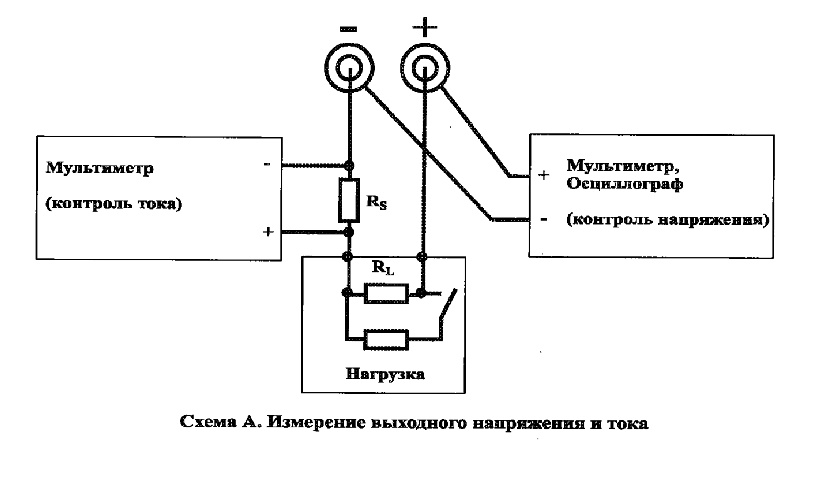 - +
Мультиметр
(контроль тока)
-
+
R_S
+
-
Мультиметр,
Осциллограф
(контроль напряжения)
R_L
Нагрузка
Схема А. Измерение выходного напряжения и тока